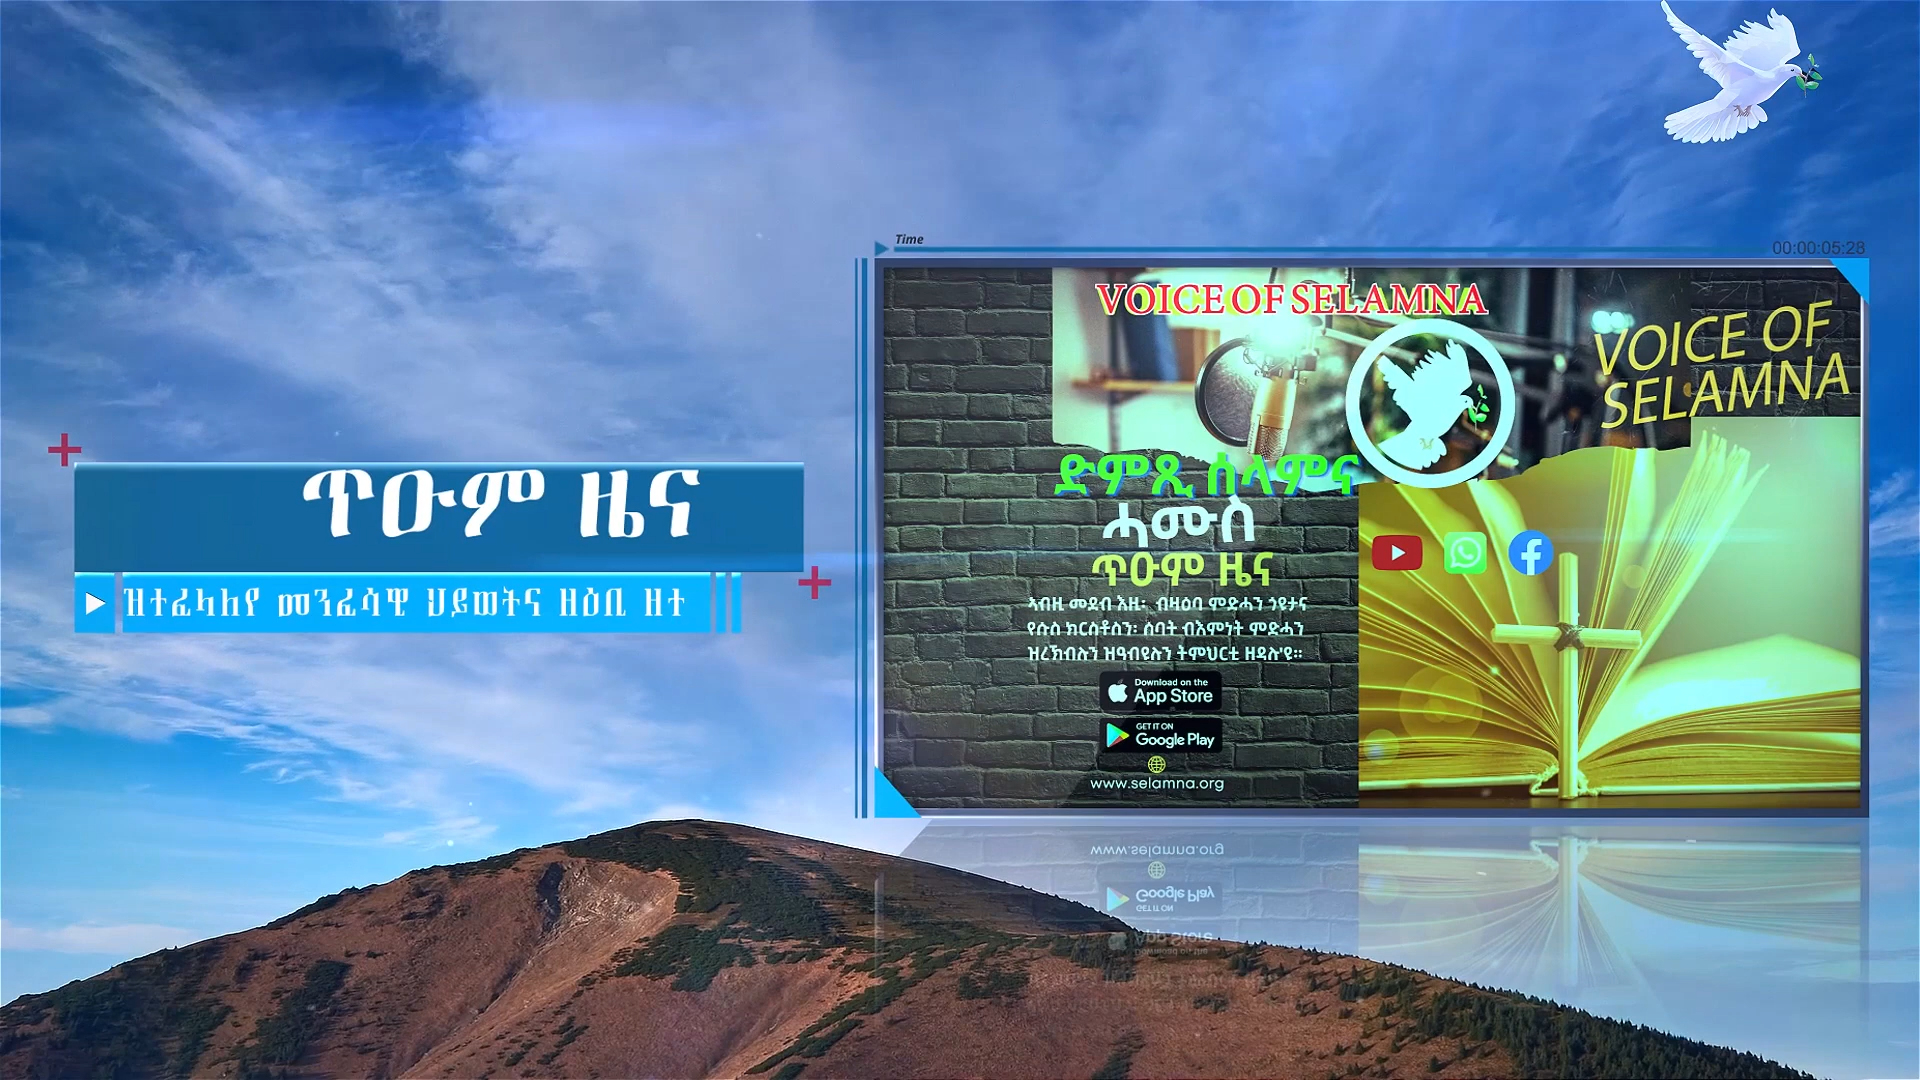 Time
00:00:05:28
VOICE OF SELAMNA
VOICE OF
SELAMNA
ጥዑም ዜና
ዝተፈላለየ መንፈሳዊ ህይወትና ዘዕቢ ዘተ
ድምጺ ሰላምና
ሓሙስ
ጥዑም ዜና
ኣብዚ መደብ እዚ፡ ብዛዕባ ምድሓን ጎይታና
የሱስ ክርስቶስን፡ ሰባት ብእምነት ምድሓን
ዝረኽብሉን ዝዓብዩሉን ትምህርቲ ዘዳሉ'ዩ።
Download on the
App Store
GET IT ON
Google Play
www.selamna.org